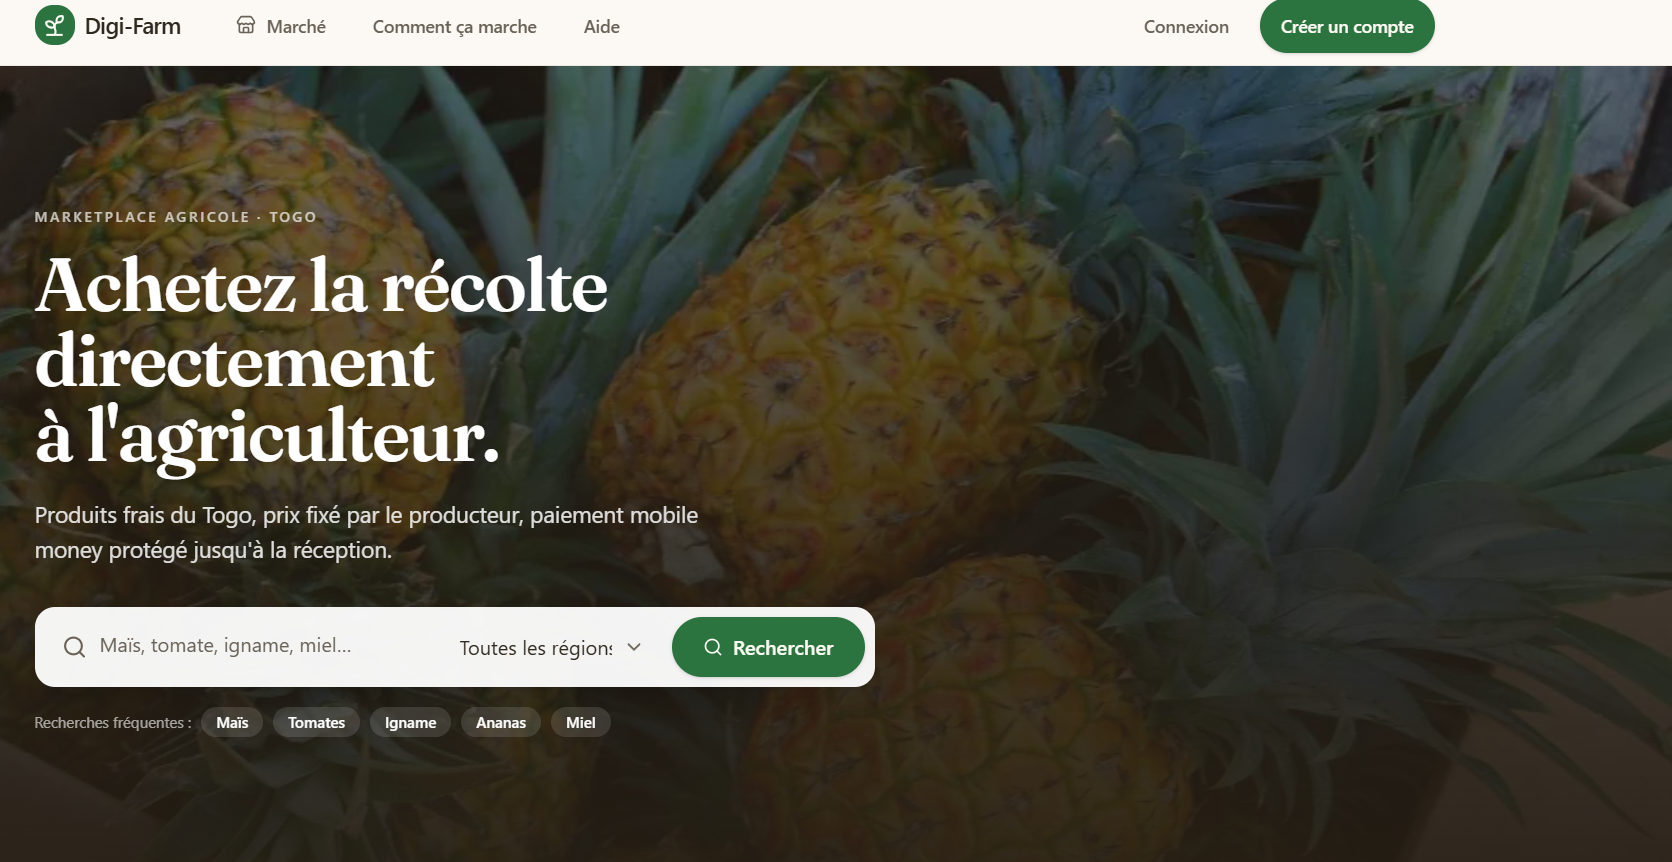 Digi-Farm
Marché
Comment ça marche
Aide
Connexion
Créer un compte
MARKETPLACE AGRICOLE · TOGO
Achetez la récolte
directement
à l'agriculteur.
Produits frais du Togo, prix fixé par le producteur, paiement mobile
money protégé jusqu'à la réception.
Maïs, tomate, igname, miel...
Toutes les régions
Rechercher
Recherches fréquentes :
Maïs
Tomates
Igname
Ananas
Miel